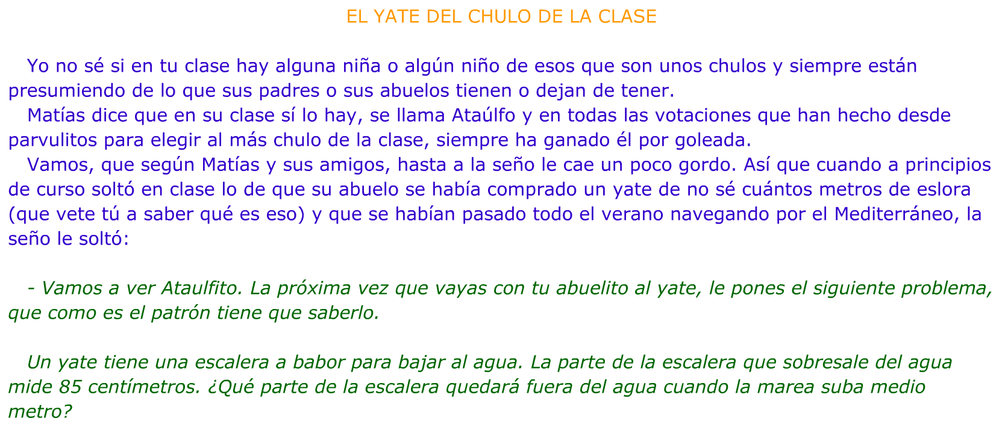 EL YATE DEL CHULO DE LA CLASE
Yo no sé si en tu clase hay alguna niña o algún niño de esos que son unos chulos y siempre están
presumiendo de lo que sus padres o sus abuelos tienen o dejan de tener.
Matías dice que en su clase sí lo hay, se llama Ataúlfo y en todas las votaciones que han hecho desde
parvulitos para elegir al más chulo de la clase, siempre ha ganado él por goleada.
Vamos, que según Matías y sus amigos, hasta a la seño le cae un poco gordo. Así que cuando a principios
de curso soltó en clase lo de que su abuelo se había comprado un yate de no sé cuántos metros de eslora
(que vete tú a saber qué es eso) y que se habían pasado todo el verano navegando por el Mediterráneo, la
seño le soltó:
- Vamos a ver Ataulfito. La próxima vez que vayas con tu abuelito al yate, le pones el siguiente problema,
que como es el patrón tiene que saberlo.
Un yate tiene una escalera a babor para bajar al agua. La parte de la escalera que sobresale del agua
mide 85 centímetros. ¿Qué parte de la escalera quedará fuera del agua cuando la marea suba medio
metro?